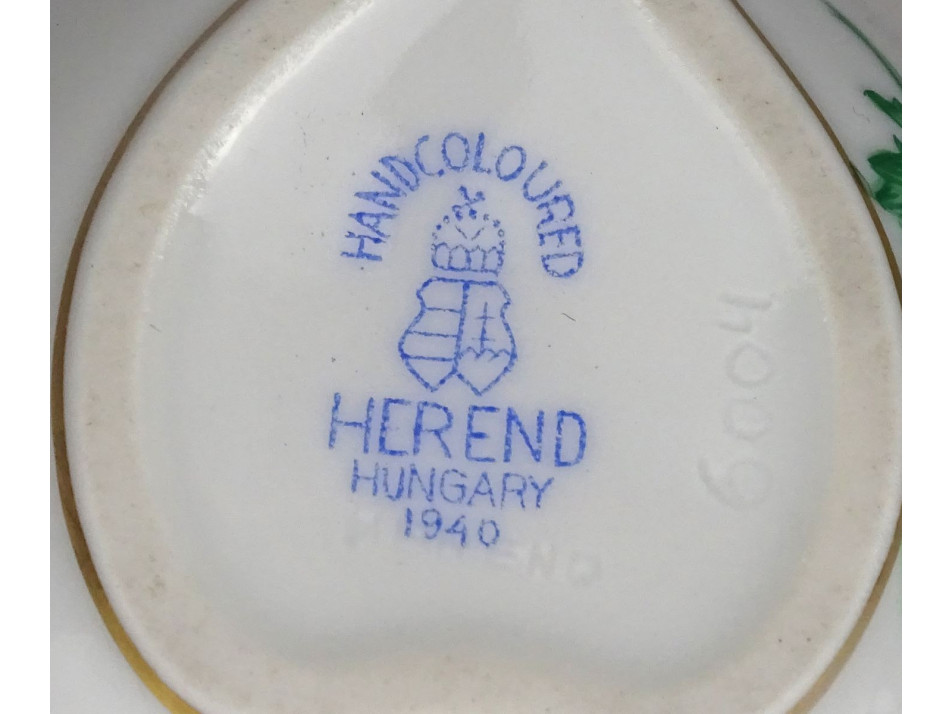 HANDCOLOURED
HEREND
HUNGARY
1940
6004